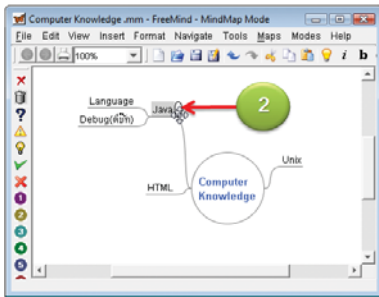 Computer Knowledge .mm - FreeMind - MindMap Mode
File Edit View Insert Format Navigate Tools Maps Modes Help
100% i b
Language
Java
2
Unix
HTML
Computer
Knowledge